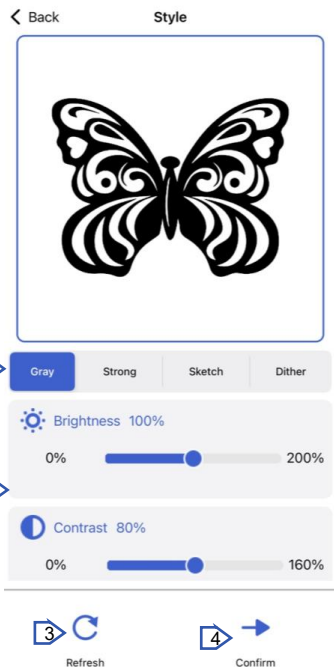 Back Style
Gray Strong Sketch Dither
Brightness 100%
0% 200%
Contrast 80%
0% 160%
3 4
Refresh Confirm